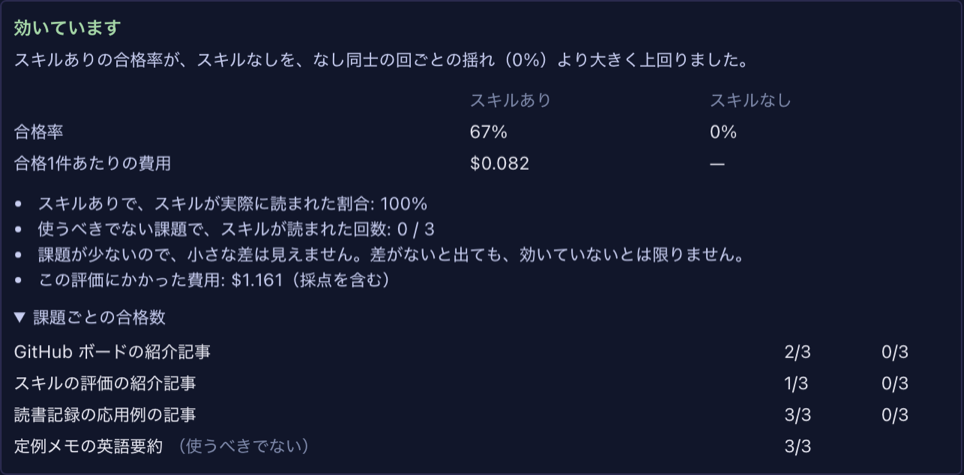 効いています
スキルありの合格率が、スキルなしを、なし同士の回ごとの揺れ（0%）より大きく上回りました。
スキルあり スキルなし
合格率 67% 0%
合格1件あたりの費用 $0.082 —
• スキルありで、スキルが実際に読まれた割合: 100%
• 使うべきでない課題で、スキルが読まれた回数: 0 / 3
• 課題が少ないので、小さな差は見えません。差がないと出ても、効いていないとは限りません。
• この評価にかかった費用: $1.161（採点を含む）
▼ 課題ごとの合格数
GitHub ボードの紹介記事 2/3 0/3
スキルの評価の紹介記事 1/3 0/3
読書記録の応用例の記事 3/3 0/3
定例メモの英語要約 （使うべきでない） 3/3